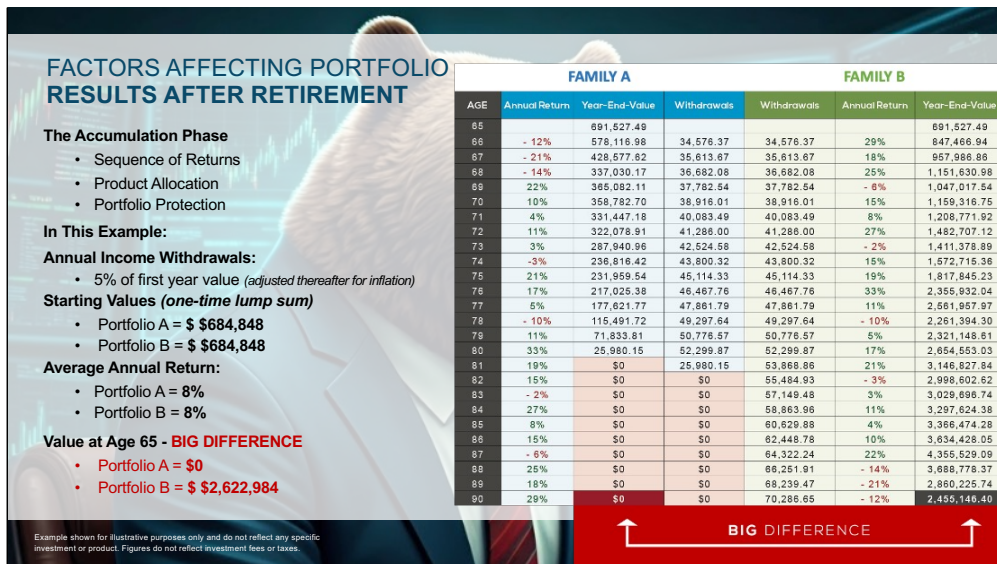 FACTORS AFFECTING PORTFOLIO
RESULTS AFTER RETIREMENT
The Accumulation Phase
• Sequence of Returns
• Product Allocation
• Portfolio Protection
In This Example:
Annual Income Withdrawals:
• 5% of first year value (adjusted thereafter for inflation)
Starting Values (one-time lump sum)
• Portfolio A = $ $684,848
• Portfolio B = $ $684,848
Average Annual Return:
• Portfolio A = 8%
• Portfolio B = 8%
Value at Age 65 - BIG DIFFERENCE
• Portfolio A = $0
• Portfolio B = $ $2,622,984
Example shown for illustrative purposes only and do not reflect any specific
investment or product. Figures do not reflect investment fees or taxes.
FAMILY A FAMILY B
AGE Annual Return Year-End-Value Withdrawals Withdrawals Annual Return Year-End-Value
65 691,527.49 691,527.49
66 - 12% 578,116.98 34,576.37 34,576.37 29% 847,466.94
67 - 21% 428,577.62 35,613.67 35,613.67 18% 957,986.86
68 - 14% 337,030.17 36,682.08 36,682.08 25% 1,151,630.98
69 22% 365,082.11 37,782.54 37,782.54 - 6% 1,047,017.54
70 10% 358,782.70 38,916.01 38,916.01 15% 1,159,316.75
71 4% 331,447.18 40,083.49 40,083.49 8% 1,208,771.92
72 11% 322,078.91 41,286.00 41,286.00 27% 1,482,707.12
73 3% 287,940.96 42,524.58 42,524.58 - 2% 1,411,378.89
74 -3% 236,816.42 43,800.32 43,800.32 15% 1,572,715.36
75 21% 231,959.54 45,114.33 45,114.33 19% 1,817,845.23
76 17% 217,025.38 46,467.76 46,467.76 33% 2,355,932.04
77 5% 177,621.77 47,861.79 47,861.79 11% 2,561,957.97
78 - 10% 115,491.72 49,297.64 49,297.64 - 10% 2,261,394.30
79 11% 71,833.81 50,776.57 50,776.57 5% 2,321,148.61
80 33% 25,980.15 52,299.87 52,299.87 17% 2,654,553.03
81 19% $0 25,980.15 53,868.86 21% 3,146,827.84
82 15% $0 $0 55,484.93 - 3% 2,998,602.62
83 - 2% $0 $0 57,149.48 3% 3,029,696.74
84 27% $0 $0 58,863.96 11% 3,297,624.38
85 8% $0 $0 60,629.88 4% 3,366,474.28
86 15% $0 $0 62,448.78 10% 3,634,428.05
87 - 6% $0 $0 64,322.24 22% 4,355,529.09
88 25% $0 $0 66,251.91 - 14% 3,688,778.37
89 18% $0 $0 68,239.47 - 21% 2,860,225.74
90 29% $0 $0 70,286.65 - 12% 2,455,146.40
BIG DIFFERENCE